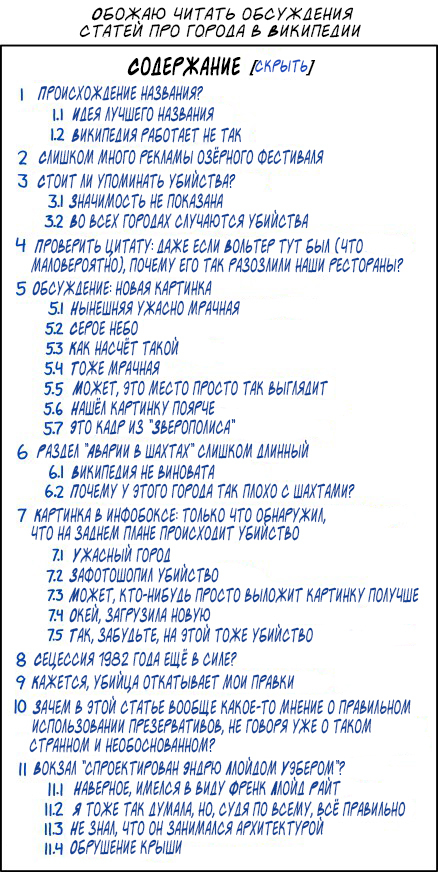 Обожаю читать обсуждения
статей про города в Википедии
Содержание [скрыть]
1 Происхождение названия?
1.1 Идея лучшего названия
1.2 Википедия работает не так
2 Слишком много рекламы озёрного фестиваля
3 Стоит ли упоминать убийства?
3.1 Значимость не показана
3.2 Во всех городах случаются убийства
4 Проверить цитату: даже если Вольтер тут был (что
маловероятно), почему его так разозлили наши рестораны?
5 Обсуждение: новая картинка
5.1 Нынешняя ужасно мрачная
5.2 Серое небо
5.3 Как насчёт такой
5.4 Тоже мрачная
5.5 Может, это место просто так выглядит
5.6 Нашёл картинку поярче
5.7 Это кадр из "Зверополиса"
6 Раздел "Аварии в шахтах" слишком длинный
6.1 Википедия не виновата
6.2 Почему у этого города так плохо с шахтами?
7 Картинка в инфобоксе: только что обнаружил,
что на заднем плане происходит убийство
7.1 Ужасный город
7.2 Зафотошопил убийство
7.3 Может, кто-нибудь просто выложит картинку получше
7.4 Окей, загрузила новую
7.5 Так, забудьте, на этой тоже убийство
8 Сецессия 1982 года ещё в силе?
9 Кажется, убийца откатывает мои правки
10 Зачем в этой статье вообще какое-то мнение о правильном
использовании презервативов, не говоря уже о таком
странном и необоснованном?
11 Вокзал "спроектирован Эндрю Ллойдом Уэбером"?
11.1 Наверное, имелся в виду Френк Ллойд Райт
11.2 Я тоже так думала, но, судя по всему, всё правильно
11.3 Не знал, что он занимался архитектурой
11.4 Обрушение крыши